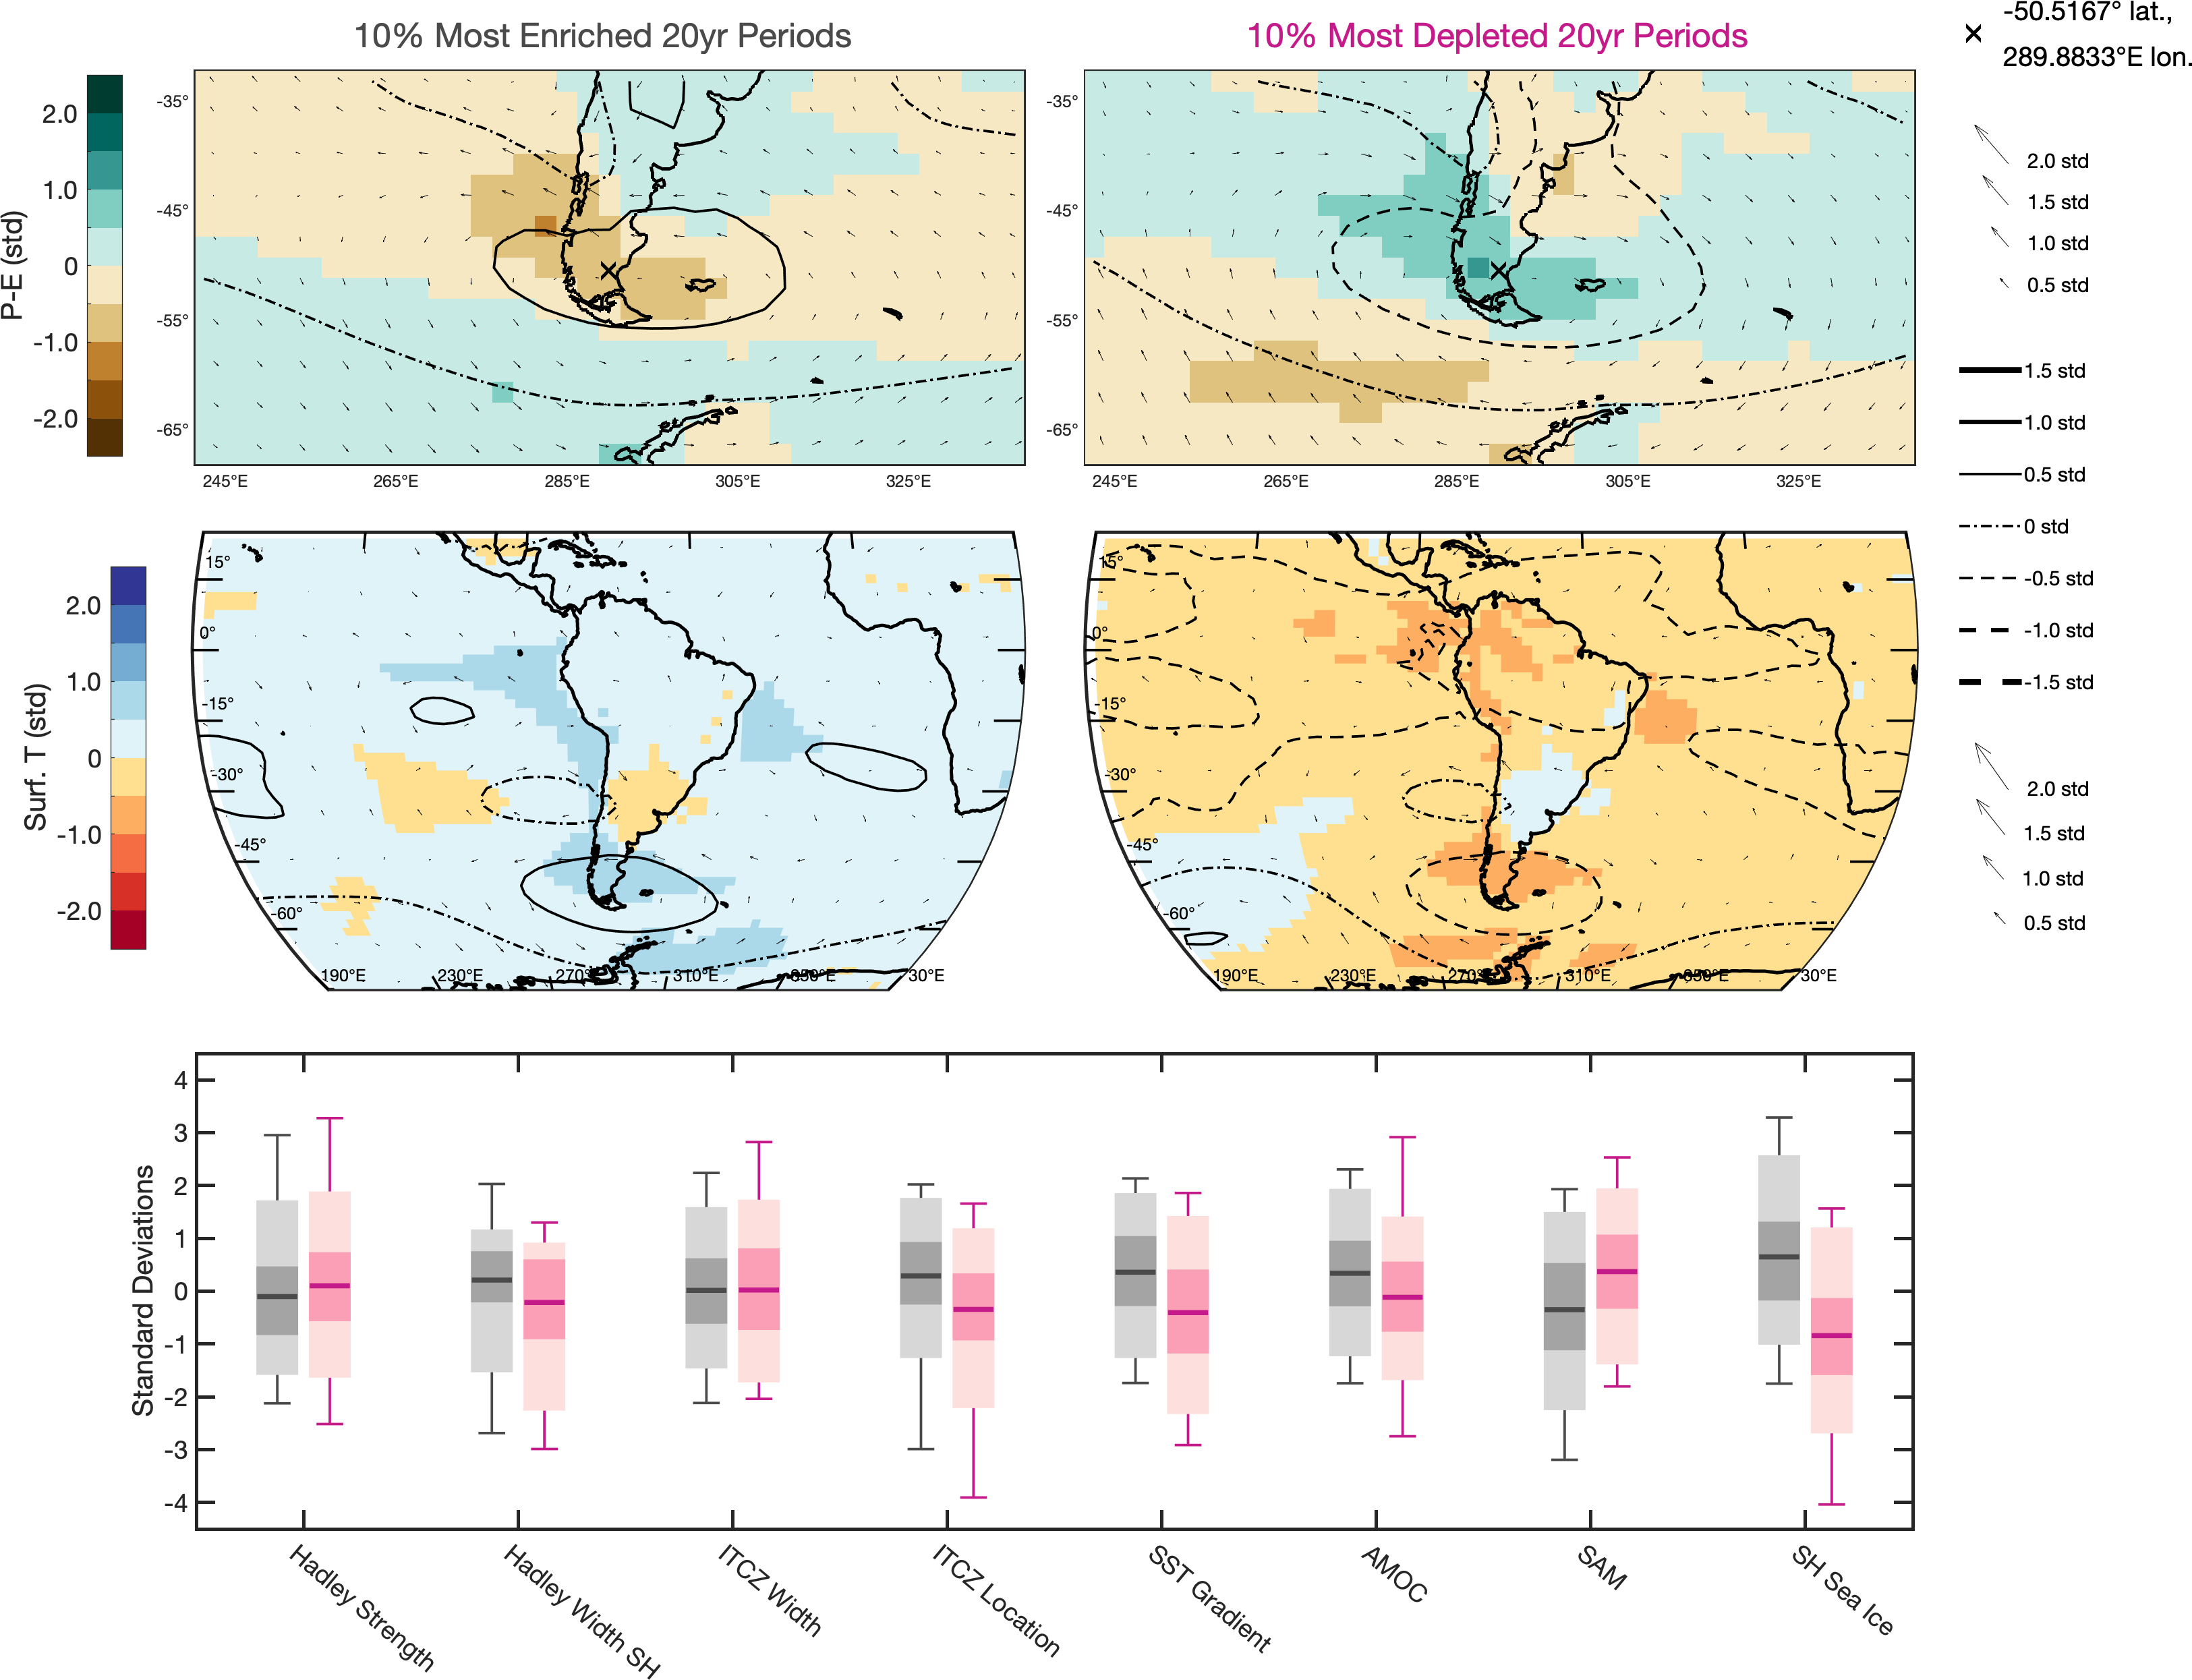 10% Most Enriched 20yr Periods
10% Most Depleted 20yr Periods
-50.5167° lat.,
289.8833°E lon.
P-E (std)
2.0
1.0
0
-1.0
-2.0
-35°
-45°
-55°
-65°
245°E
265°E
285°E
305°E
325°E
-35°
-45°
-55°
-65°
245°E
265°E
285°E
305°E
325°E
2.0 std
1.5 std
1.0 std
0.5 std
1.5 std
1.0 std
0.5 std
0 std
-0.5 std
-1.0 std
-1.5 std
2.0 std
1.5 std
1.0 std
0.5 std
Surf. T (std)
2.0
1.0
0
-1.0
-2.0
15°
0°
-15°
-30°
-45°
-60°
190°E
230°E
270°
310°E
350°E
30°E
15°
0°
-15°
-30°
-45°
-60°
190°E
230°E
270°
310°E
350°E
30°E
Standard Deviations
4
3
2
1
0
-1
-2
-3
-4
Hadley Strength
Hadley Width SH
ITCZ Width
ITCZ Location
SST Gradient
AMOC
SAM
SH Sea Ice